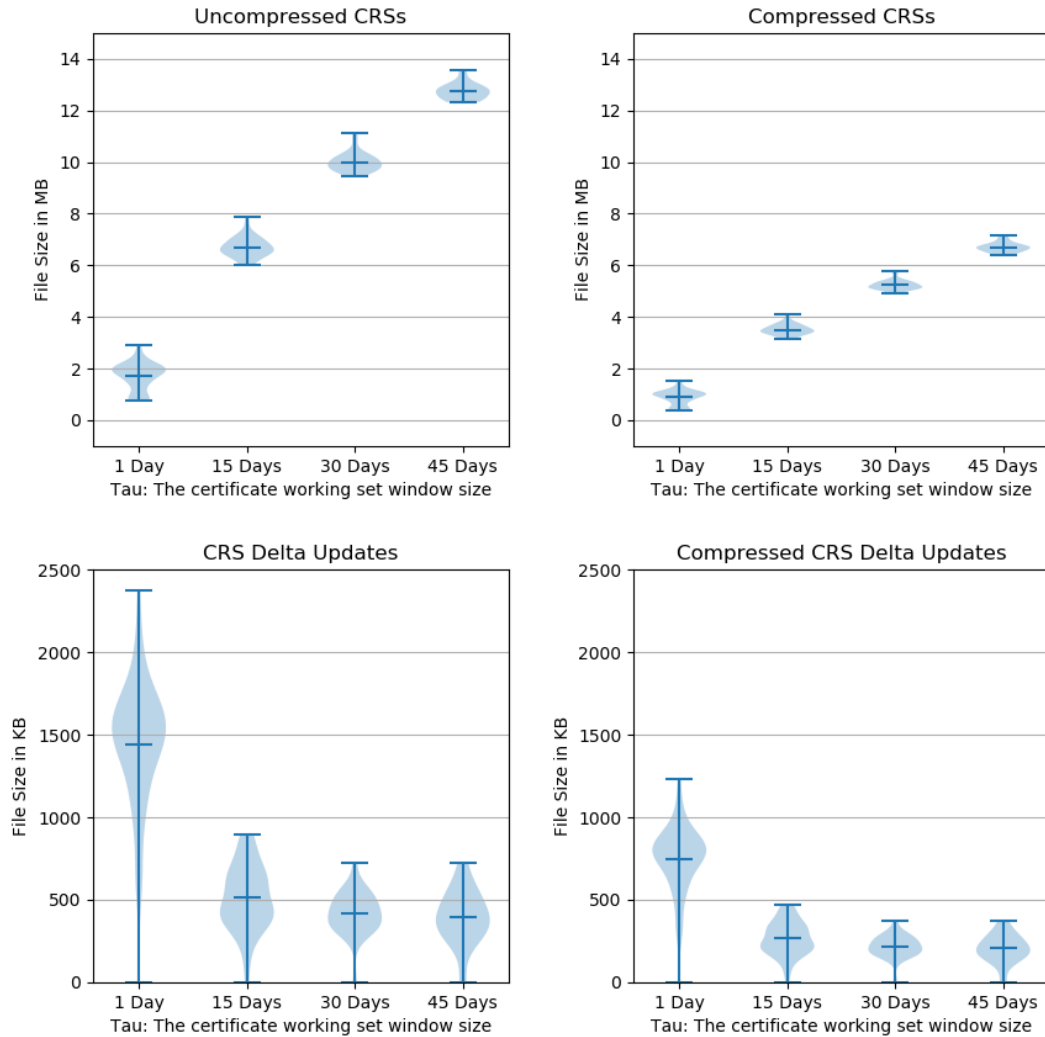 Uncompressed CRSs
File Size in MB
14
12
10
8
6
4
2
0
1 Day 15 Days 30 Days 45 Days
Tau: The certificate working set window size
Compressed CRSs
File Size in MB
14
12
10
8
6
4
2
0
1 Day 15 Days 30 Days 45 Days
Tau: The certificate working set window size
CRS Delta Updates
File Size in KB
2500
2000
1500
1000
500
0
1 Day 15 Days 30 Days 45 Days
Tau: The certificate working set window size
Compressed CRS Delta Updates
File Size in KB
2500
2000
1500
1000
500
0
1 Day 15 Days 30 Days 45 Days
Tau: The certificate working set window size